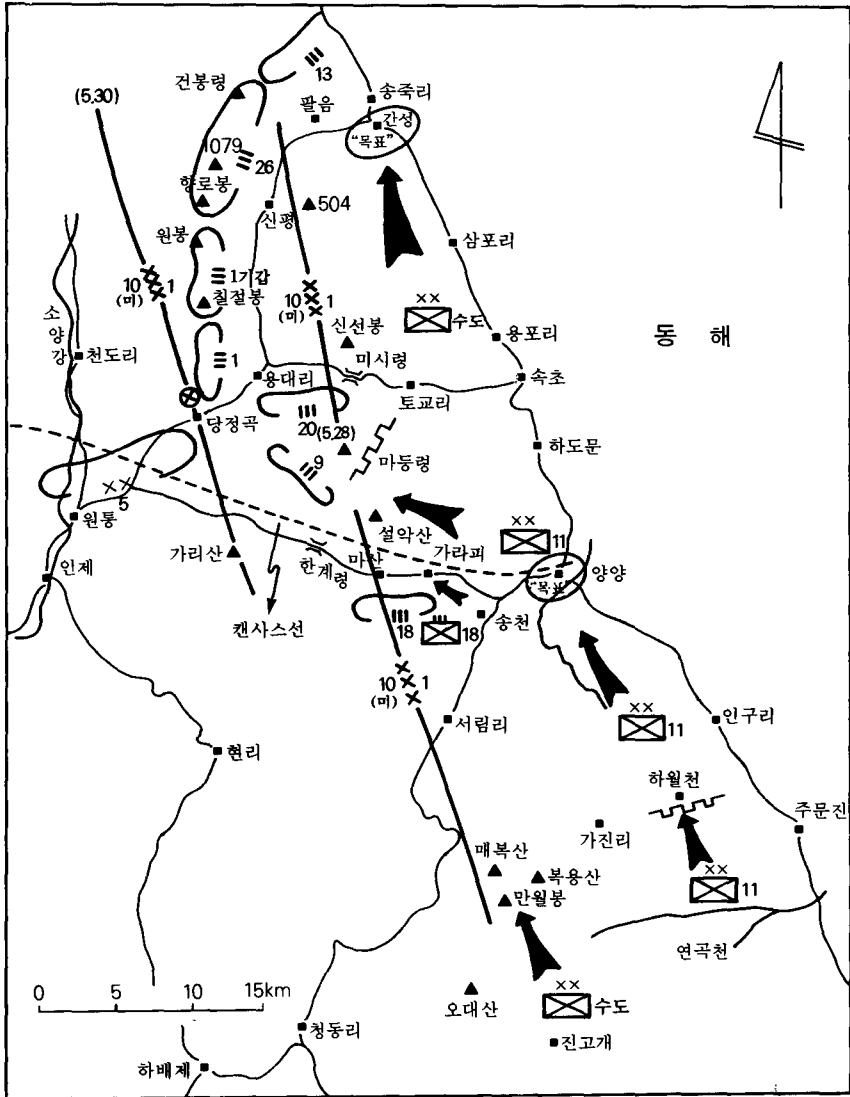 13
건봉령
송죽리
(5,30)
팔음
간성
“목표”
1079
26
향로봉
신평
504
원봉
삼포리
10
1
(미)
1기갑
10
1
(미)
××
칠절봉
수도
소양강
신선봉
용포리
동 해
천도리
1
미시령
용대리
속초
토교리
당정곡
20
(5,28)
마등령
하도문
9
××
5
원통
설악산
××
11
가리산
한계령
마산
가라피
양양
“목표”
인제
캔사스선
18
18
송천
10
1
(미)
서림리
××
11
인구리
현리
하월천
가진리
주문진
매복산
복용산
××
11
만월봉
연곡천
0 5 10 15km
오대산
××
수도
청동리
진고개
하배제